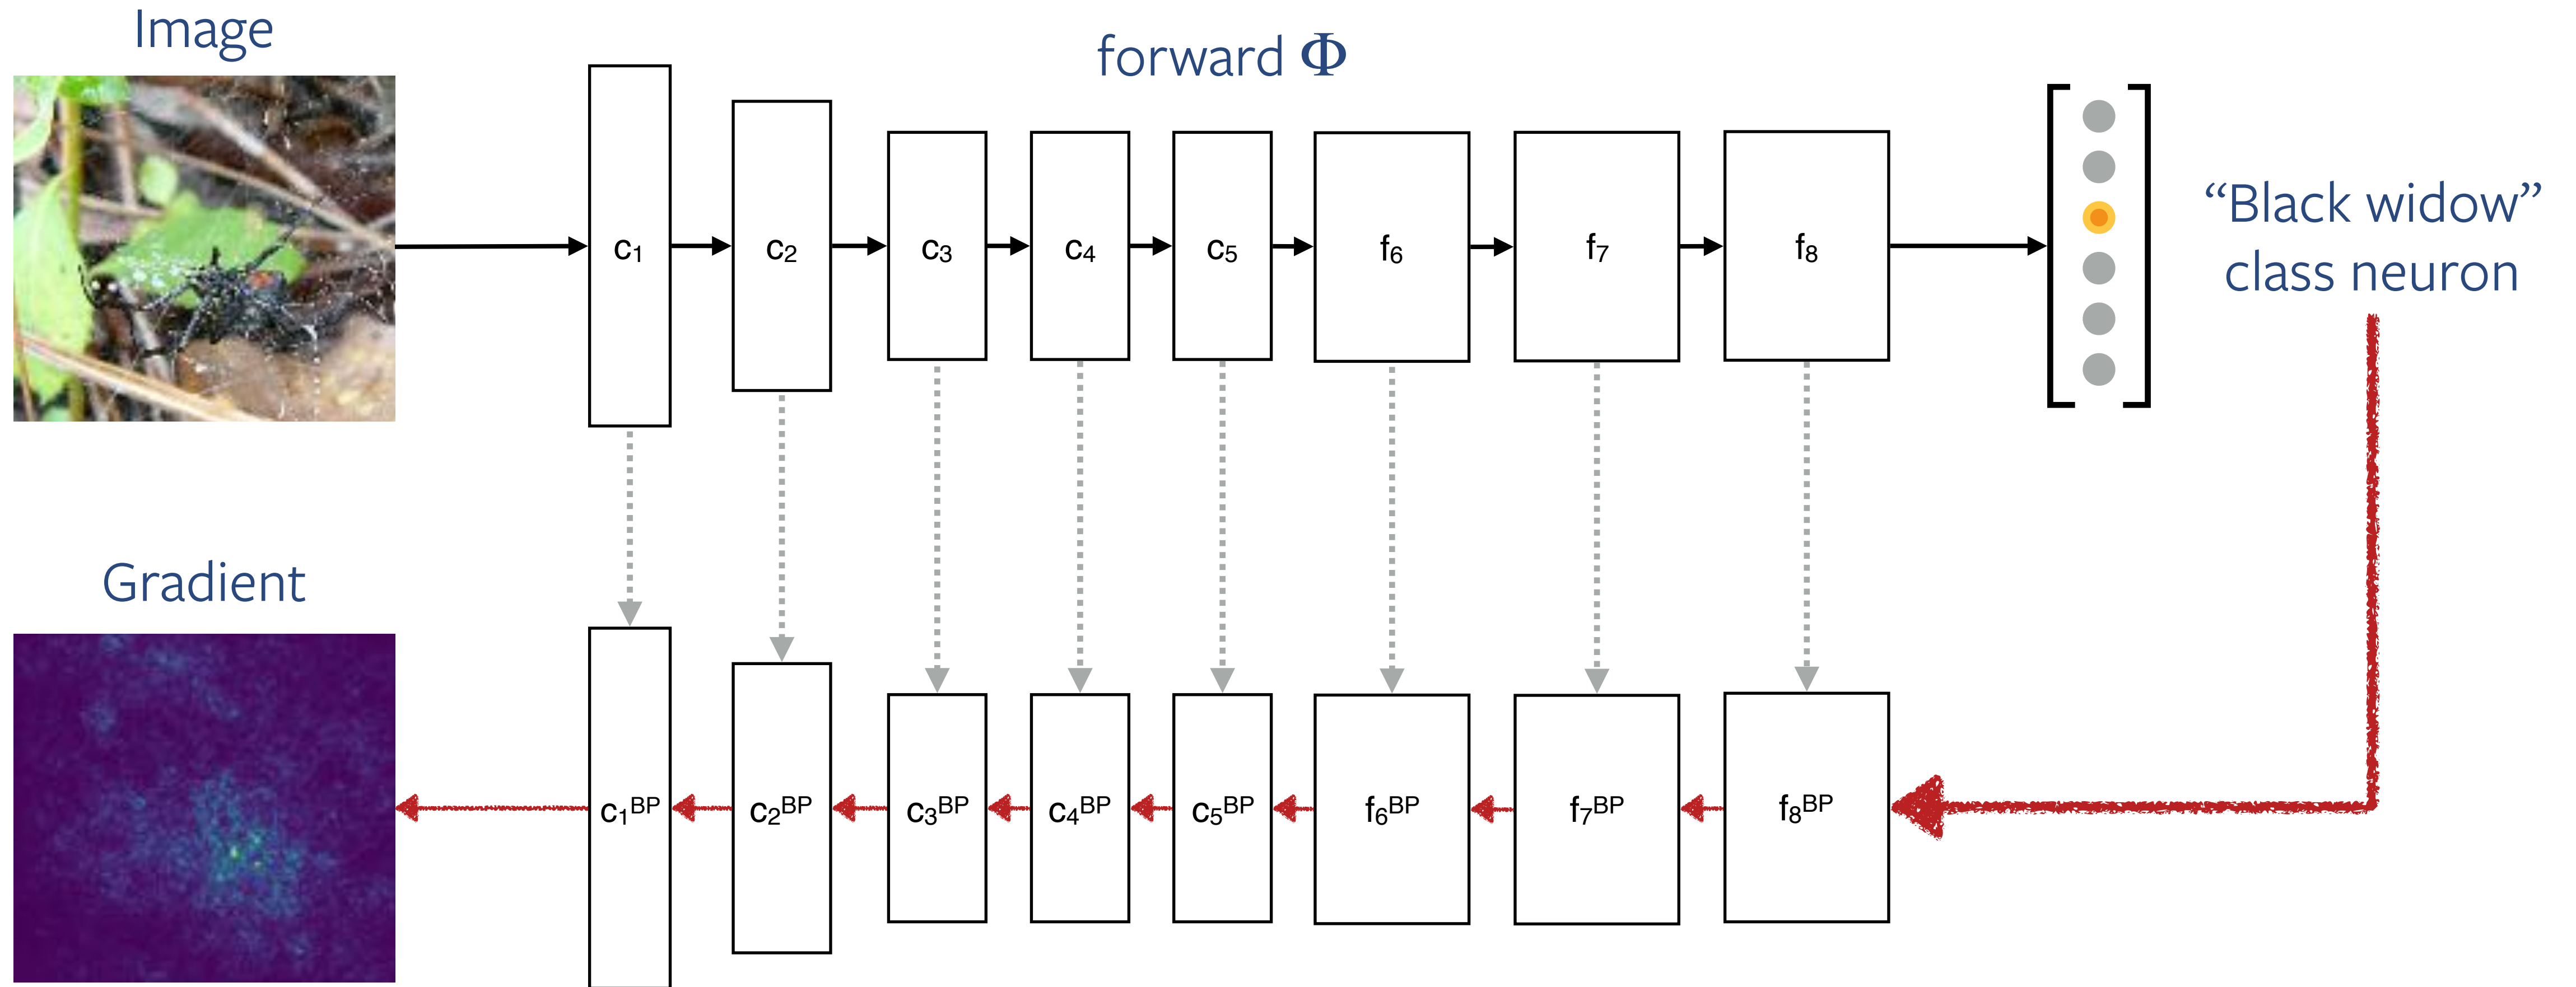 Image
forward Φ
c₁
c₂
c₃
c₄
c₅
f₆
f₇
f₈
“Black widow”
class neuron
Gradient
c₁ᴮᴾ
c₂ᴮᴾ
c₃ᴮᴾ
c₄ᴮᴾ
c₅ᴮᴾ
f₆ᴮᴾ
f₇ᴮᴾ
f₈ᴮᴾ